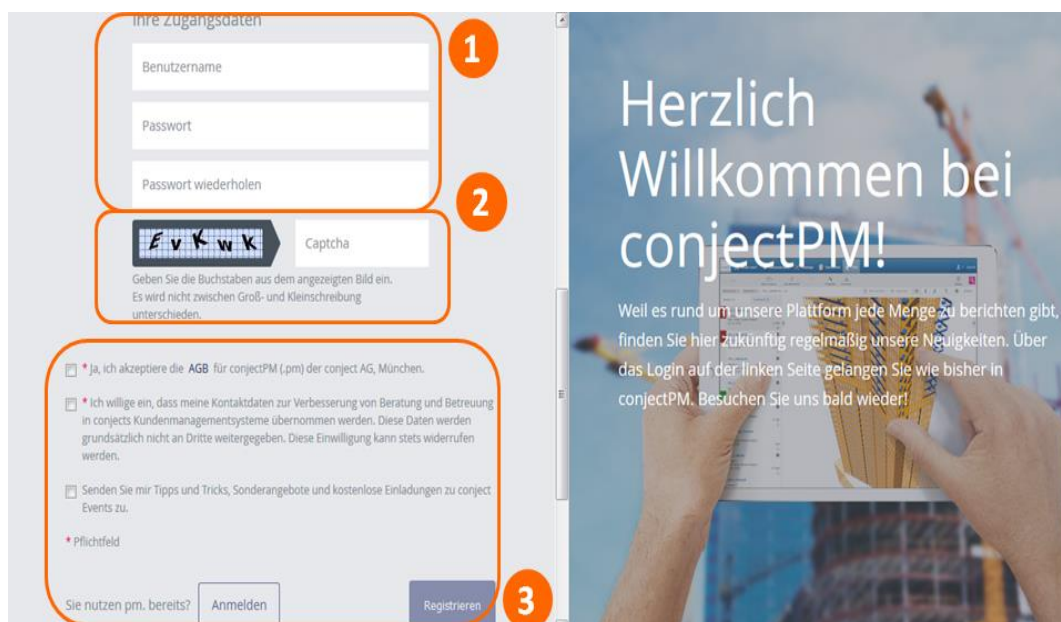 Ihre Zugangsdaten
1
Benutzername
Passwort
Passwort wiederholen
2
E v K w K
Captcha
Geben Sie die Buchstaben aus dem angezeigten Bild ein.
Es wird nicht zwischen Groß- und Kleinschreibung
unterschieden.
* Ja, ich akzeptiere die AGB für conjectPM (.pm) der conject AG, München.
* Ich willige ein, dass meine Kontaktdaten zur Verbesserung von Beratung und Betreuung
in conjects Kundenmanagementsysteme übernommen werden. Diese Daten werden
grundsätzlich nicht an Dritte weitergegeben. Diese Einwilligung kann stets widerrufen
werden.
Senden Sie mir Tipps und Tricks, Sonderangebote und kostenlose Einladungen zu conject
Events zu.
* Pflichtfeld
Sie nutzen pm. bereits?
Anmelden
Registrieren
3
Herzlich
Willkommen bei
conjectPM!
Weil es rund um unsere Plattform jede Menge zu berichten gibt,
finden Sie hier zukünftig regelmäßig unsere Neuigkeiten. Über
das Login auf der linken Seite gelangen Sie wie bisher in
conjectPM. Besuchen Sie uns bald wieder!